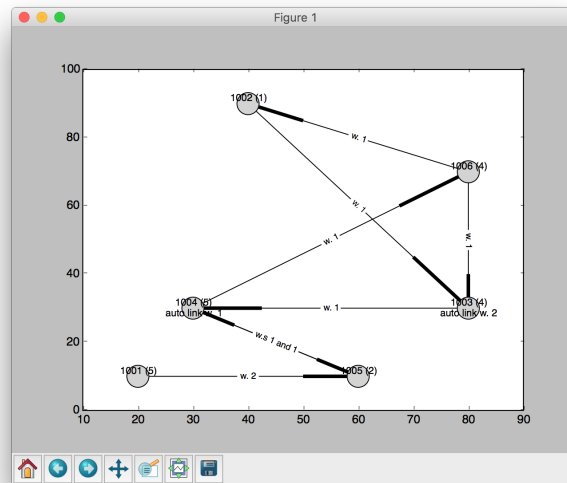 Figure 1
100
1002 (1)
w. 1
80
1006 (4)
60
w. 1
w. 1
w. 1
40
1004 (5)
auto link w. 1
w. 1
1003 (4)
auto link w. 2
20
w.s 1 and 1
1001 (5)
w. 2
1005 (2)
0
10 20 30 40 50 60 70 80 90